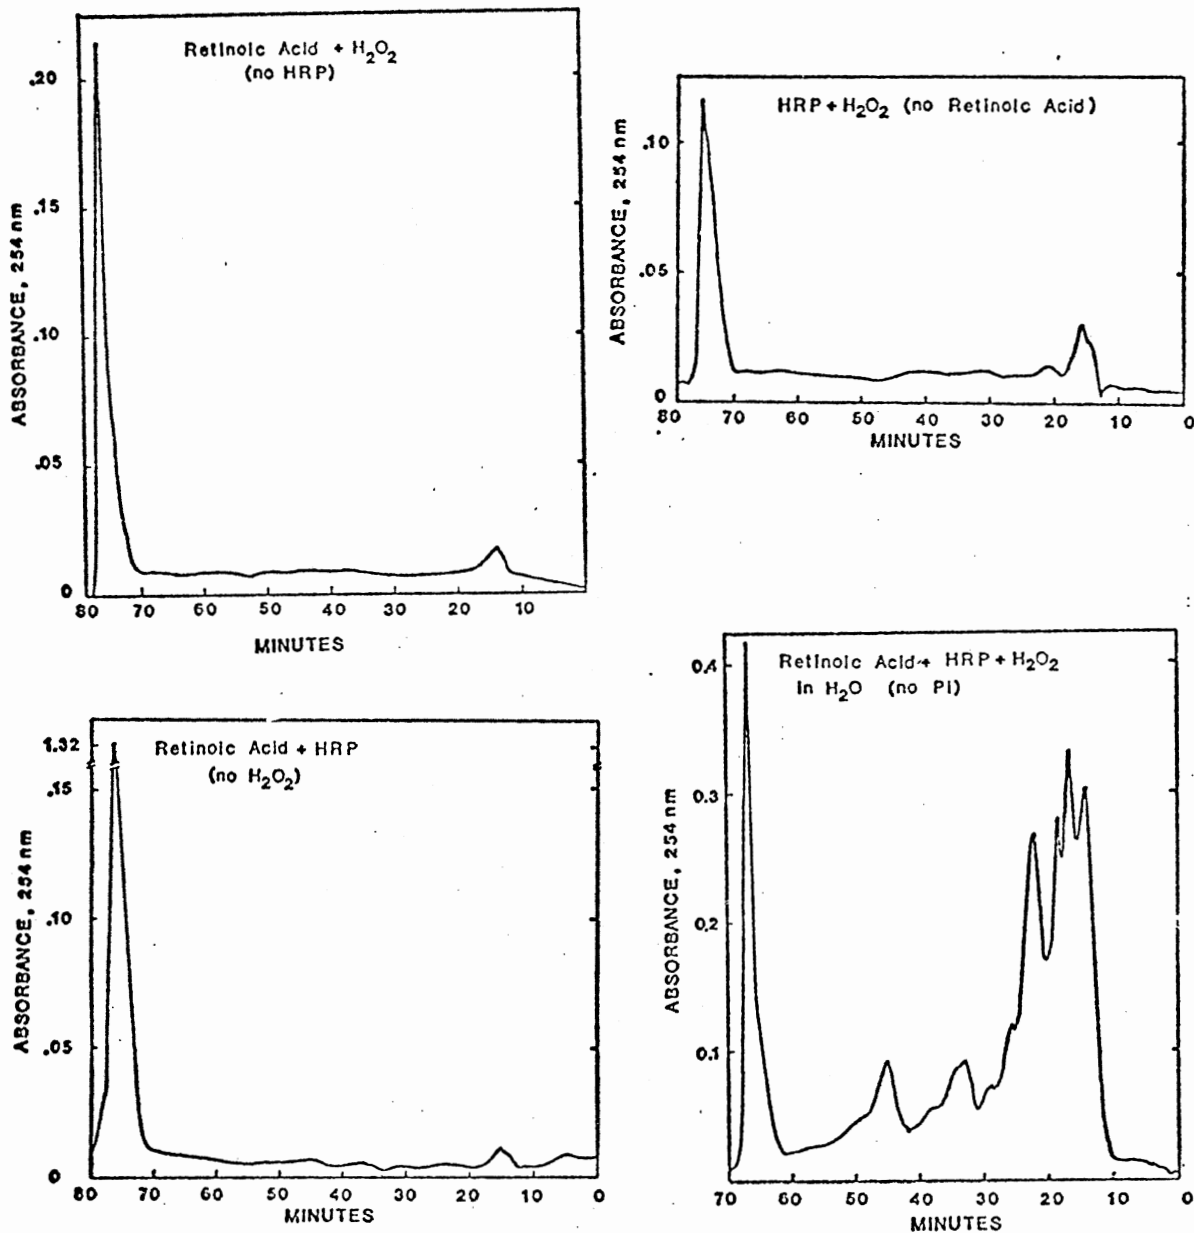 Retinoic Acid + H2O2
(no HRP)
.20
.15
.10
.05
0
ABSORBANCE, 254 nm
80 70 60 50 40 30 20 10
MINUTES
HRP + H2O2 (no Retinoic Acid)
.10
.05
0
ABSORBANCE, 254 nm
80 70 60 50 40 30 20 10 0
MINUTES
Retinoic Acid + HRP
(no H2O2)
1.32
.15
.10
.05
0
ABSORBANCE, 254 nm
80 70 60 50 40 30 20 10 0
MINUTES
Retinoic Acid + HRP + H2O2
in H2O (no Pi)
0.4
0.3
0.2
0.1
ABSORBANCE, 254 nm
70 60 50 40 30 20 10 0
MINUTES